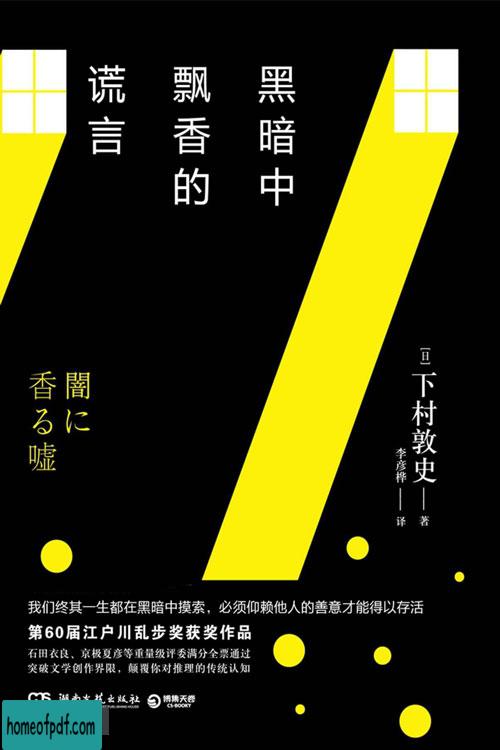 黑暗中
飘香的
谎言
闇に
香る嘘
[日]
下村敦史——著
李彦桦——译
我们终其一生都在黑暗中摸索，必须仰赖他人的善意才能得以存活
第60届江户川乱步奖获奖作品
石田衣良、京极夏彦等重量级评委满分全票通过
突破文学创作界限，颠覆你对推理的传统认知
湖南文艺出版社
博集天卷
CS-BOOKY
homeofpdf.com